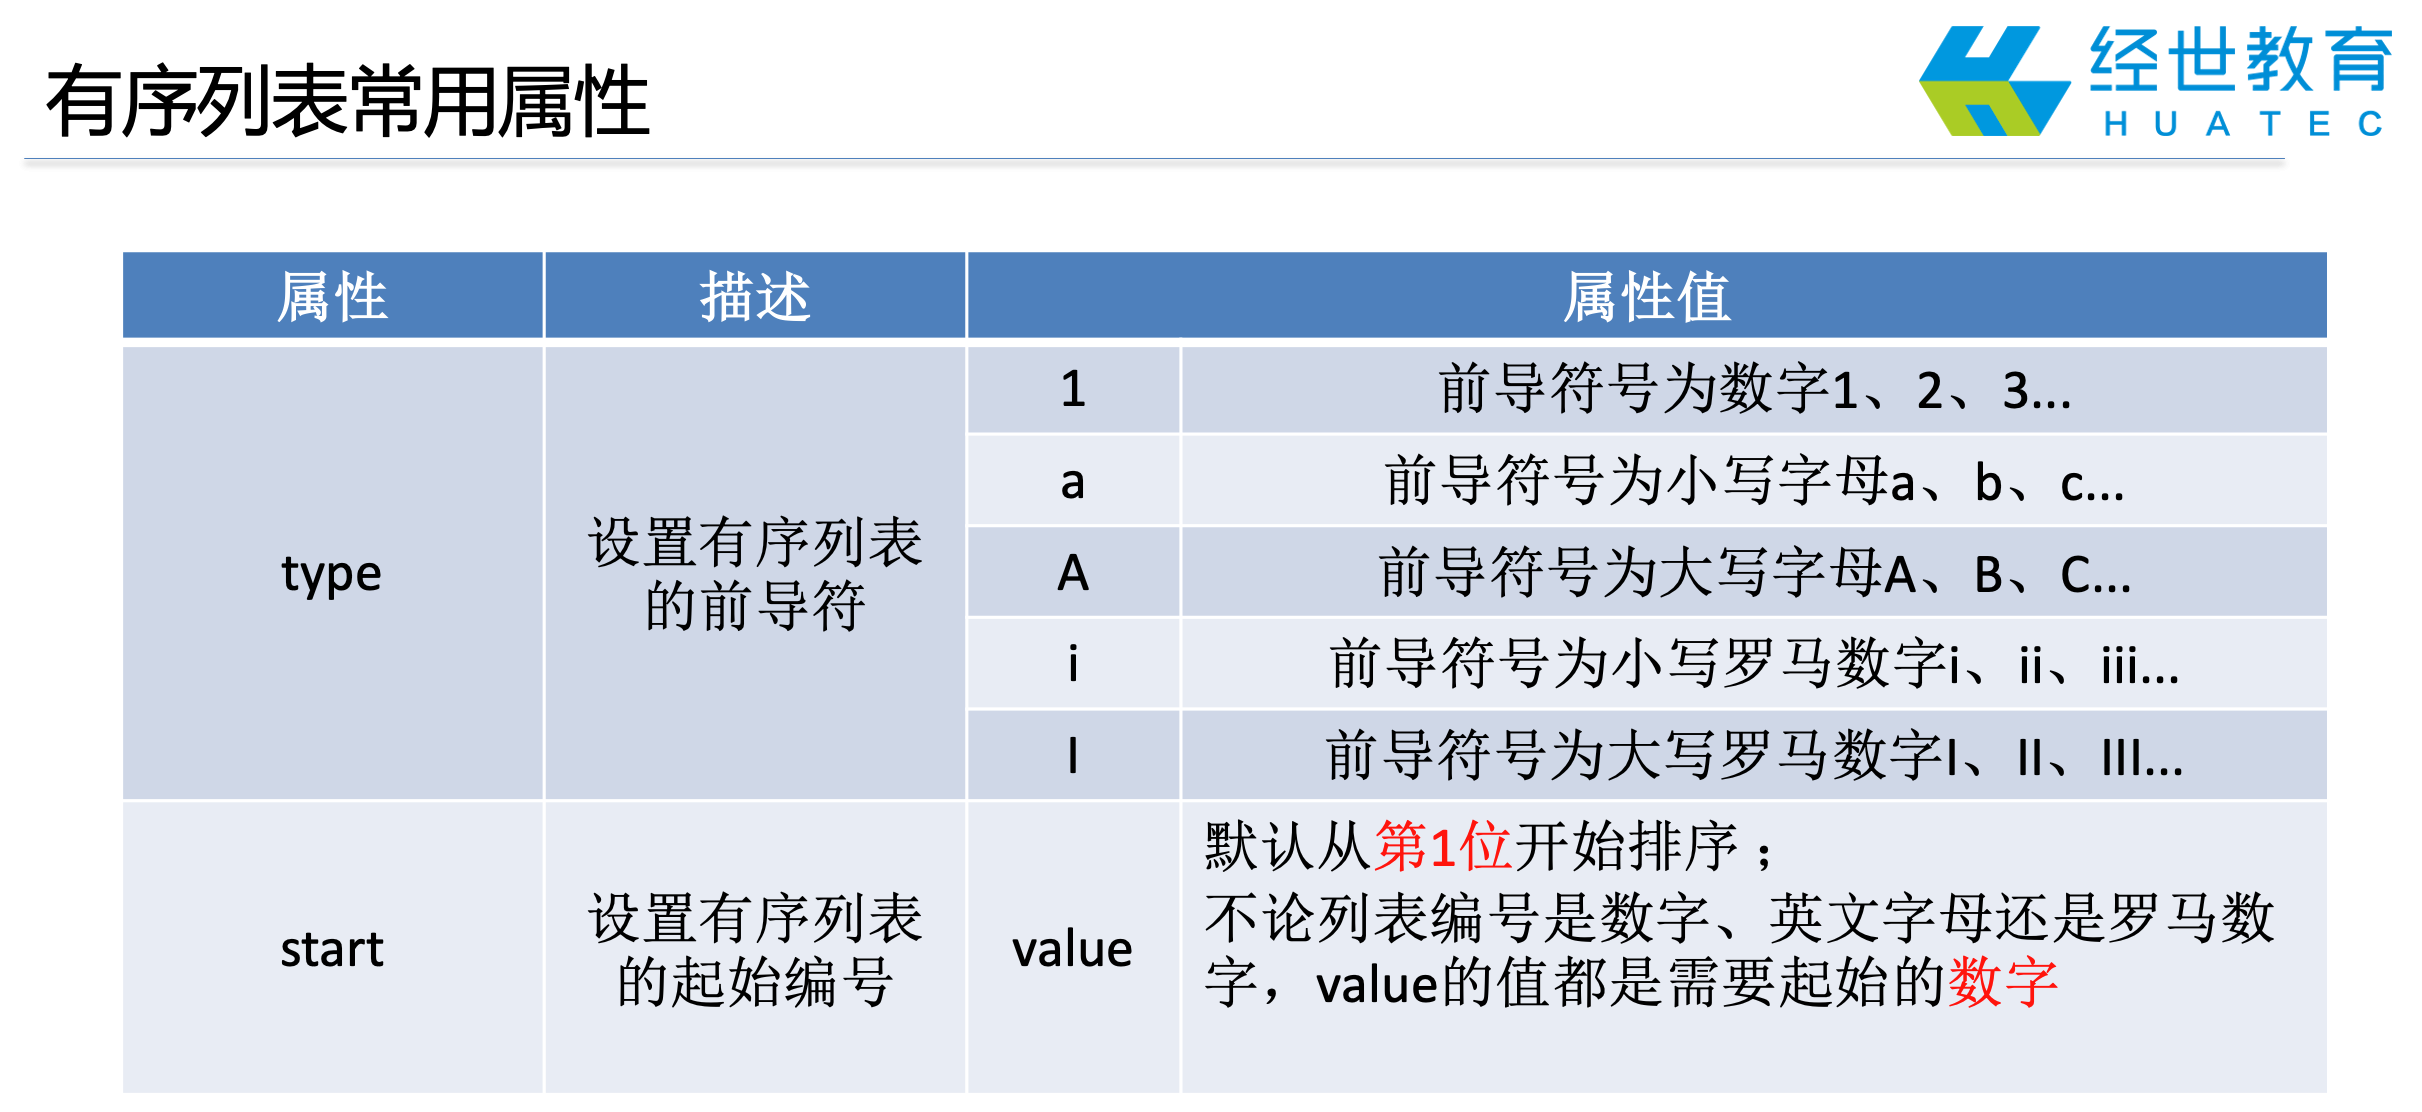 有序列表常用属性
经世教育
HUATEC
属性
描述
属性值
type
设置有序列表
的前导符
1
前导符号为数字1、2、3...
a
前导符号为小写字母a、b、c...
A
前导符号为大写字母A、B、C...
i
前导符号为小写罗马数字i、ii、iii...
I
前导符号为大写罗马数字I、II、III...
start
设置有序列表
的起始编号
value
默认从第1位开始排序；
不论列表编号是数字、英文字母还是罗马数
字，value的值都是需要起始的数字